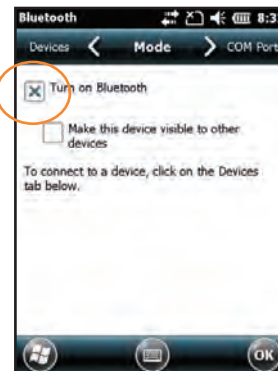 Bluetooth 8:3
Devices Mode COM Port
Turn on Bluetooth
Make this device visible to other
devices
To connect to a device, click on the Devices
tab below.
OK